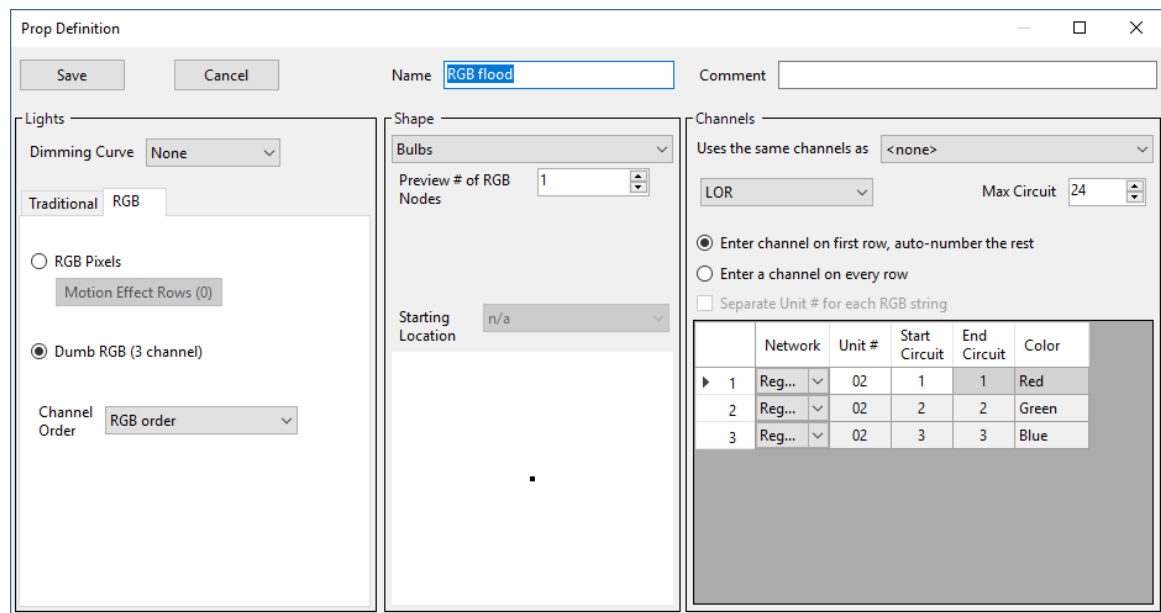 Prop Definition
Save
Cancel
Name RGB flood
Comment
Lights
Dimming Curve None
Traditional RGB
RGB Pixels
Motion Effect Rows (0)
Dumb RGB (3 channel)
Channel Order RGB order
Shape
Bulbs
Preview # of RGB Nodes 1
Starting Location n/a
Channels
Uses the same channels as <none>
LOR
Max Circuit 24
Enter channel on first row, auto-number the rest
Enter a channel on every row
Separate Unit # for each RGB string
Network Unit # Start Circuit End Circuit Color
1 Reg... 02 1 1 Red
2 Reg... 02 2 2 Green
3 Reg... 02 3 3 Blue